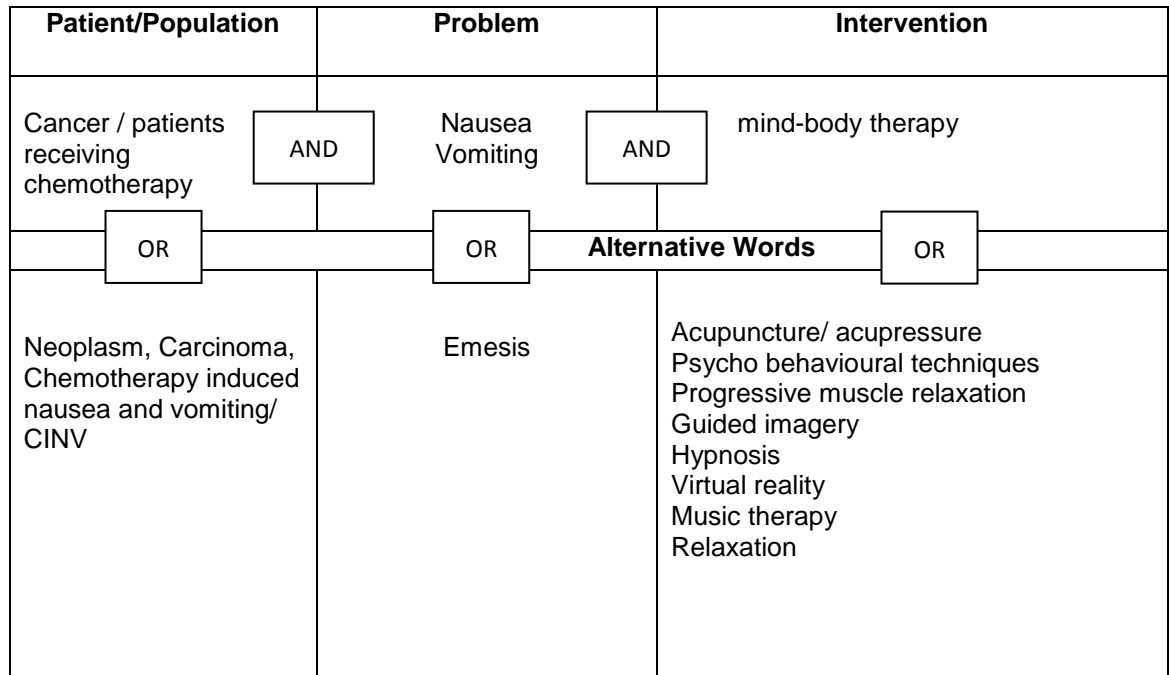 Patient/Population
Problem
Intervention
Cancer / patients
receiving
chemotherapy
AND
Nausea
Vomiting
AND
mind-body therapy
OR
OR
Alternative Words
OR
Neoplasm, Carcinoma,
Chemotherapy induced
nausea and vomiting/
CINV
Emesis
Acupuncture/ acupressure
Psycho behavioural techniques
Progressive muscle relaxation
Guided imagery
Hypnosis
Virtual reality
Music therapy
Relaxation